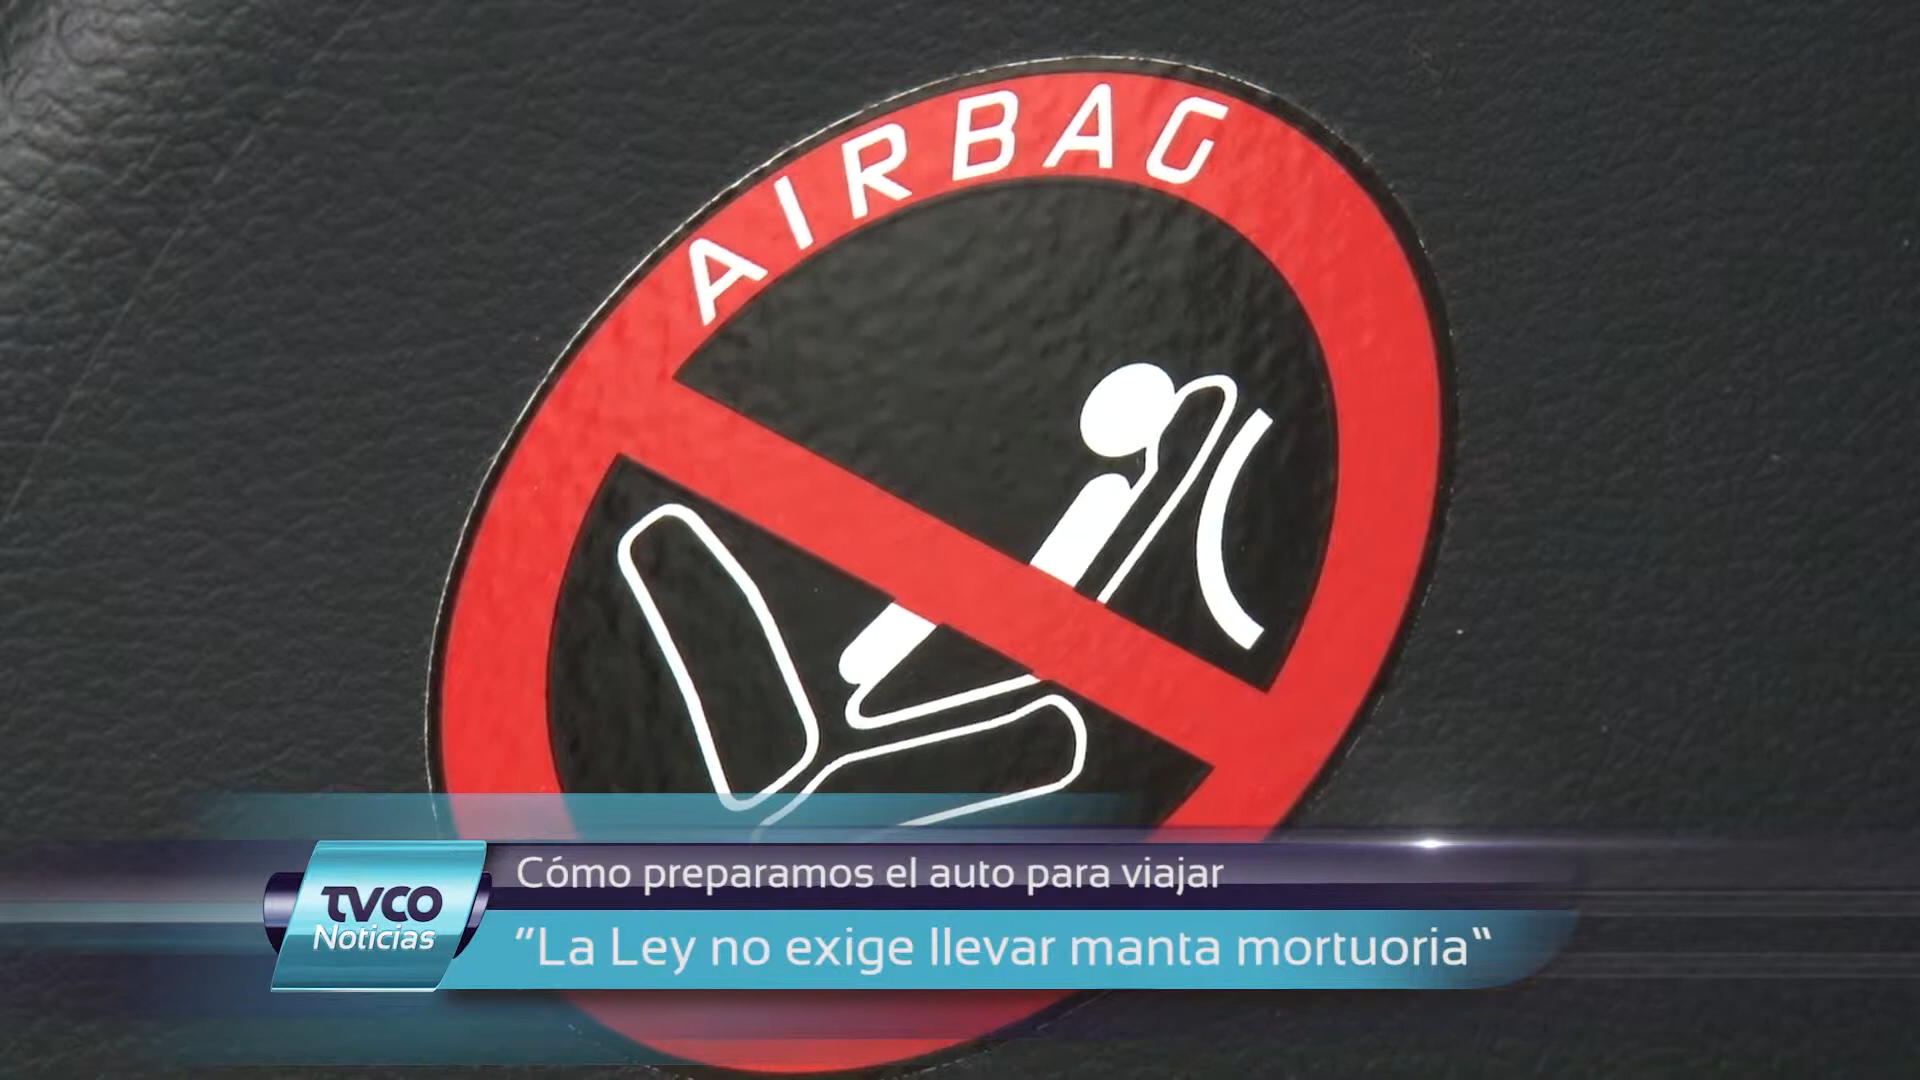 AIRBAG
Cómo preparamos el auto para viajar
TVCO
Noticias
"La Ley no exige llevar manta mortuoria"